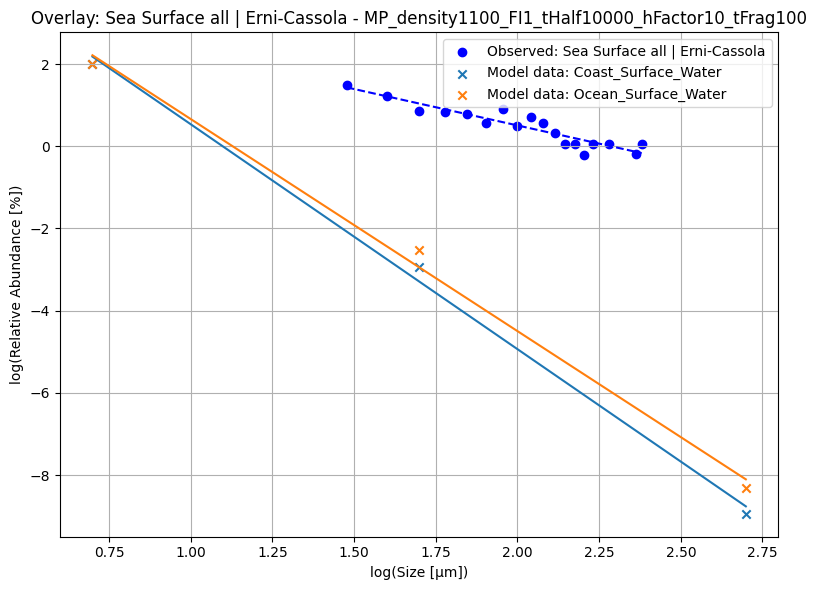 Overlay: Sea Surface all | Erni-Cassola - MP_density1100_FI1_tHalf10000_hFactor10_tFrag100
Observed: Sea Surface all | Erni-Cassola
Model data: Coast_Surface_Water
Model data: Ocean_Surface_Water
log(Relative Abundance [%])
2
0
−2
−4
−6
−8
0.75 1.00 1.25 1.50 1.75 2.00 2.25 2.50 2.75
log(Size [µm])